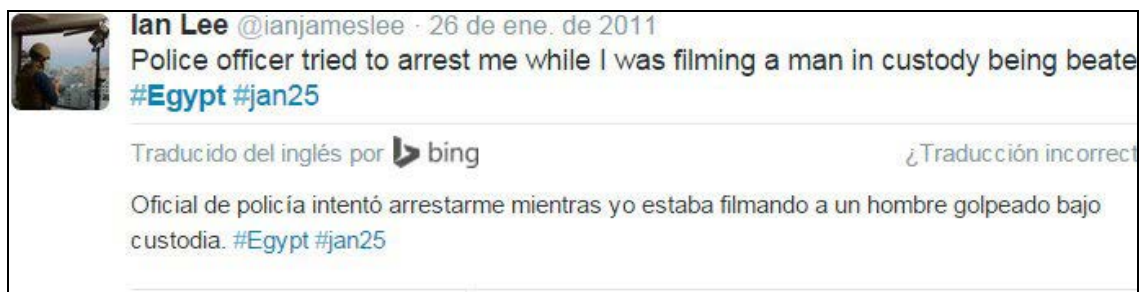 Ian Lee @ianjameslee · 26 de ene. de 2011
Police officer tried to arrest me while I was filming a man in custody being beate
#Egypt #jan25
Traducido del inglés por bing ¿Traducción incorrect
Oficial de policía intentó arrestarme mientras yo estaba filmando a un hombre golpeado bajo
custodia. #Egypt #jan25